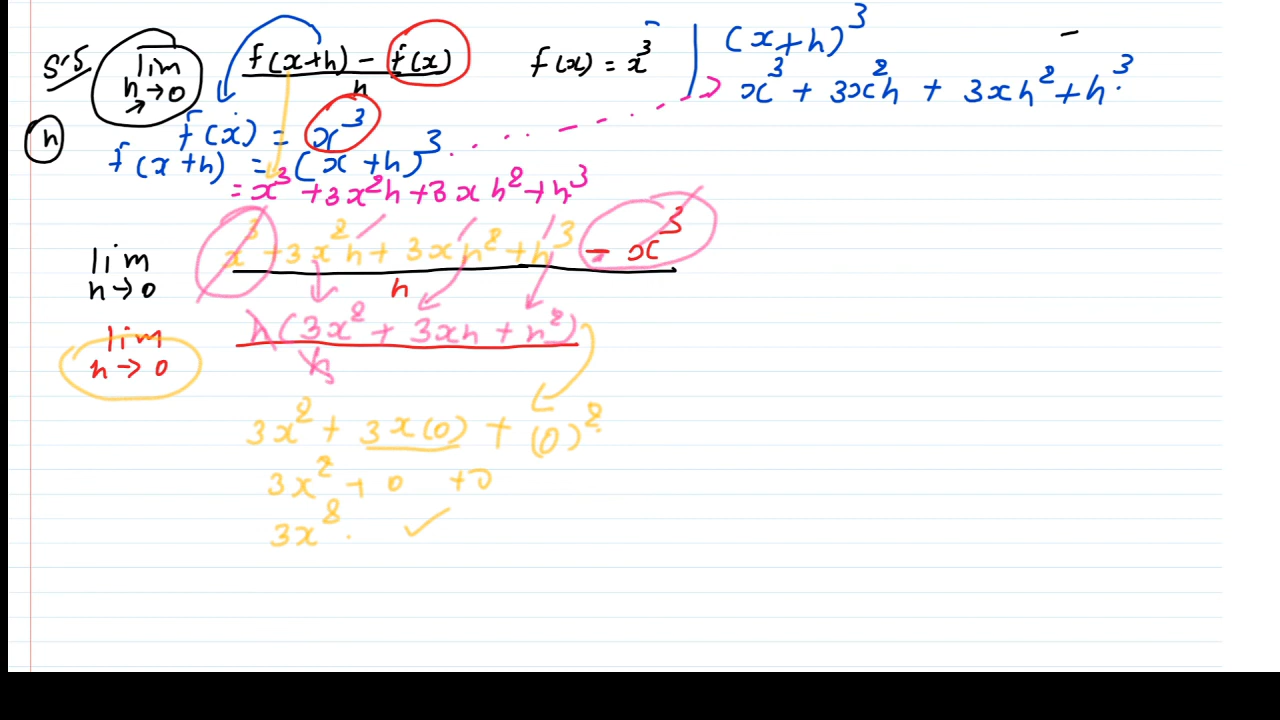 S·5 lim h→0 f(x+h) - f(x) / h f(x) = x³
(x+h)³
x³ + 3x²h + 3xh² + h³
h
f(x) = x³
f(x+h) = (x+h)³
= x³ + 3x²h + 3xh² + h³
lim h→0 x³ + 3x²h + 3xh² + h³ - x³ / h
lim h→0 h(3x² + 3xh + h²) / h
3x² + 3x(0) + (0)²
3x² + 0 + 0
3x²